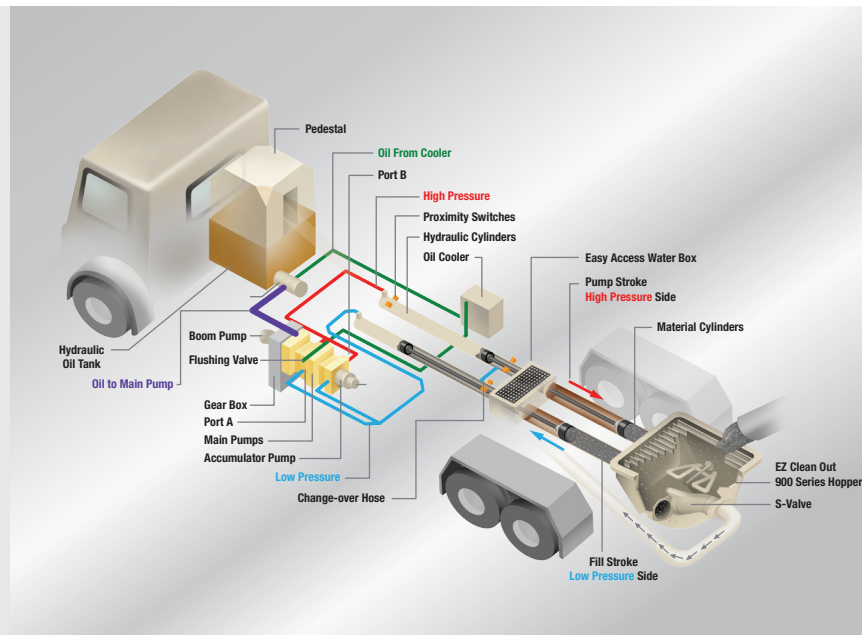 Pedestal
Oil From Cooler
Port B
High Pressure
Proximity Switches
Hydraulic Cylinders
Oil Cooler
Easy Access Water Box
Pump Stroke
High Pressure Side
Material Cylinders
Boom Pump
Hydraulic
Oil Tank
Flushing Valve
Oil to Main Pump
Gear Box
Port A
Main Pumps
Accumulator Pump
Low Pressure
Change-over Hose
EZ Clean Out
900 Series Hopper
S-Valve
Fill Stroke
Low Pressure Side